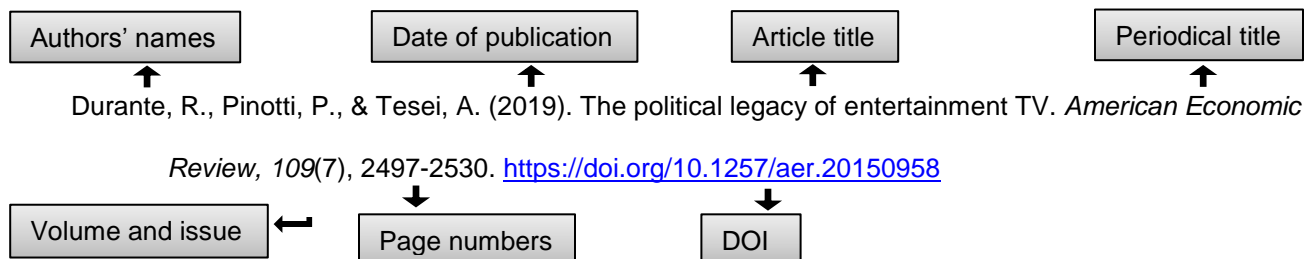 Authors' names Date of publication Article title Periodical title
Durante, R., Pinotti, P., & Tesei, A. (2019). The political legacy of entertainment TV. American Economic
Review, 109(7), 2497-2530. https://doi.org/10.1257/aer.20150958
Volume and issue Page numbers DOI